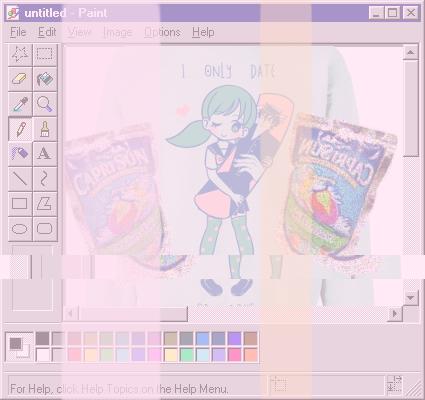 untitled - Paint
File Edit View Image Options Help
I ONLY DATE
CAPRI SUN
CAPRI SUN
For Help, click Help Topics on the Help Menu.